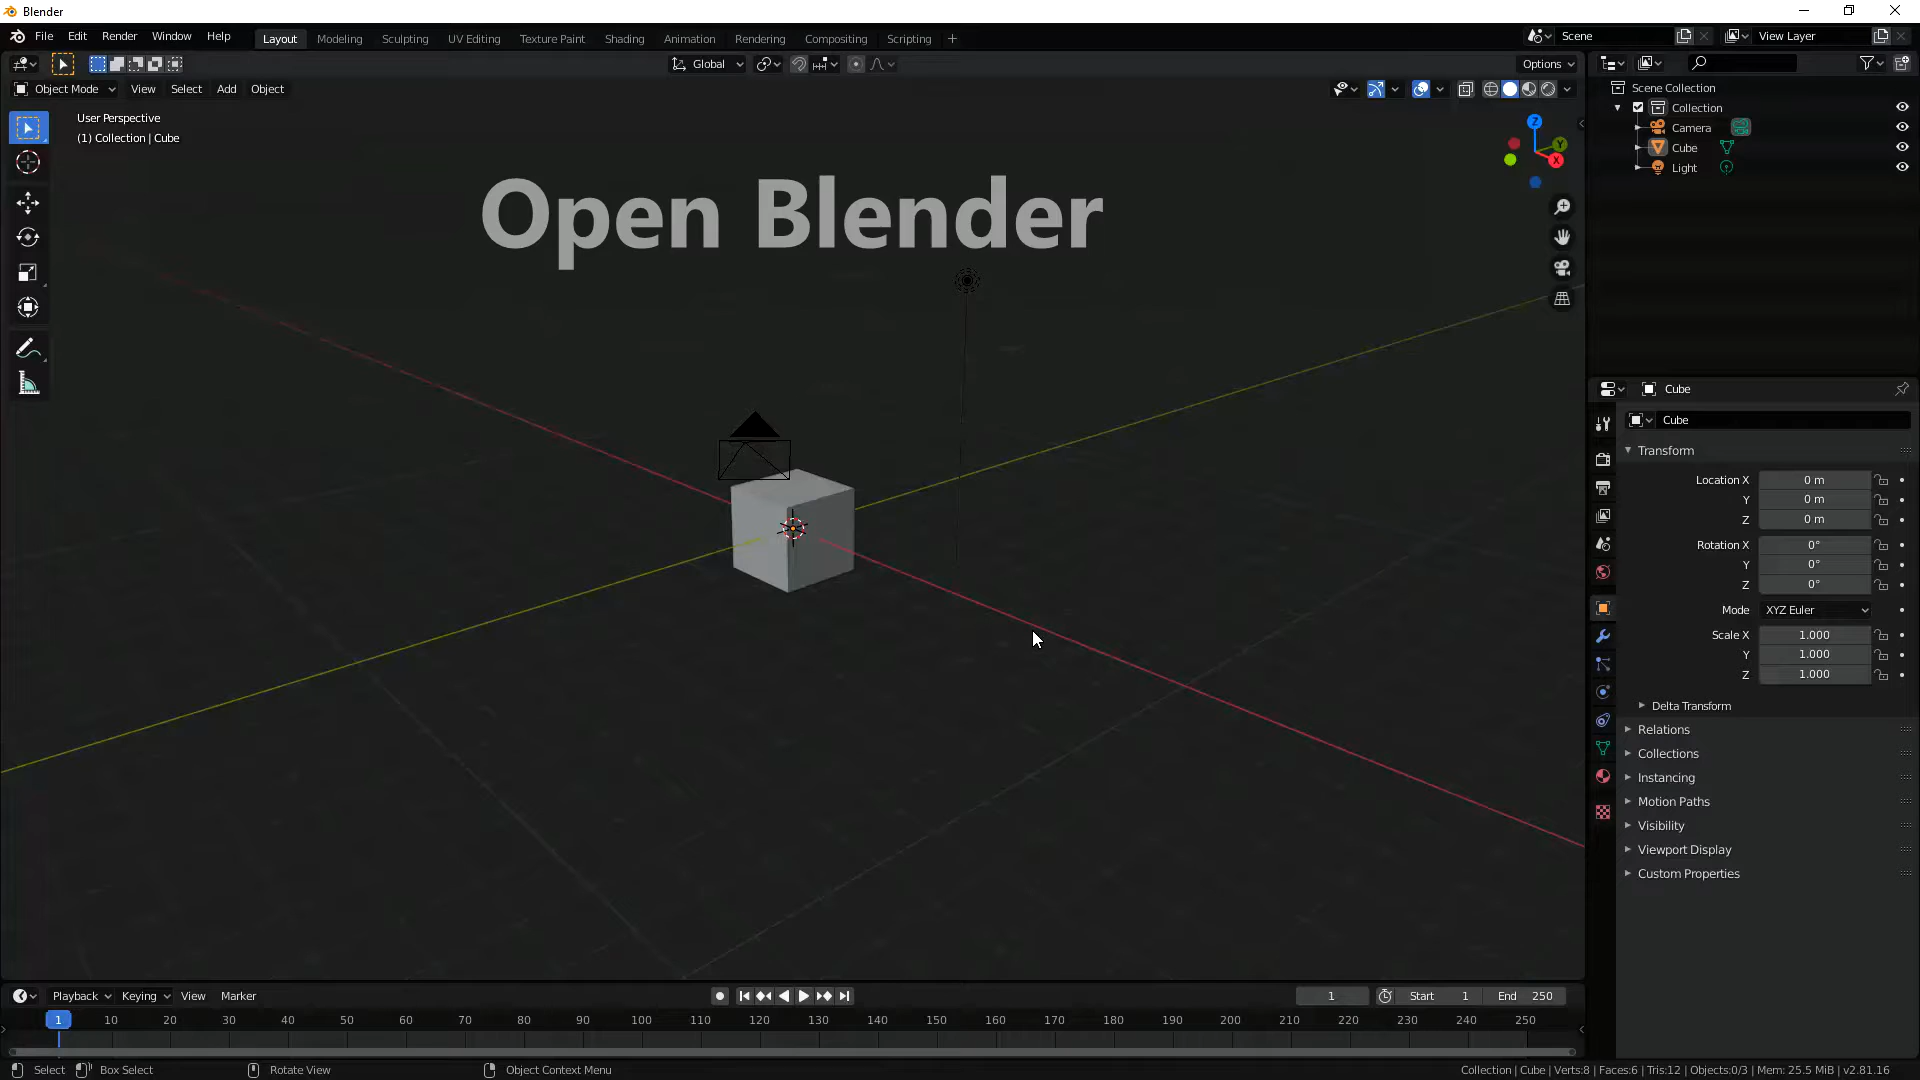 Blender
File Edit Render Window Help Layout Modeling Sculpting UV Editing Texture Paint Shading Animation Rendering Compositing Scripting + Scene View Layer
Global Options
Object Mode View Select Add Object
User Perspective
(1) Collection | Cube
Open Blender
Z
Y
X
Scene Collection
Collection
Camera
Cube
Light
Cube
Cube
Transform
Location X 0 m
Y 0 m
Z 0 m
Rotation X 0°
Y 0°
Z 0°
Mode XYZ Euler
Scale X 1.000
Y 1.000
Z 1.000
Delta Transform
Relations
Collections
Instancing
Motion Paths
Visibility
Viewport Display
Custom Properties
Playback Keying View Marker 1 Start 1 End 250
1 10 20 30 40 50 60 70 80 90 100 110 120 130 140 150 160 170 180 190 200 210 220 230 240 250
Select Box Select Rotate View Object Context Menu Collection | Cube | Verts:8 | Faces:6 | Tris:12 | Objects:0/3 | Mem: 25.5 MiB | v2.81.16